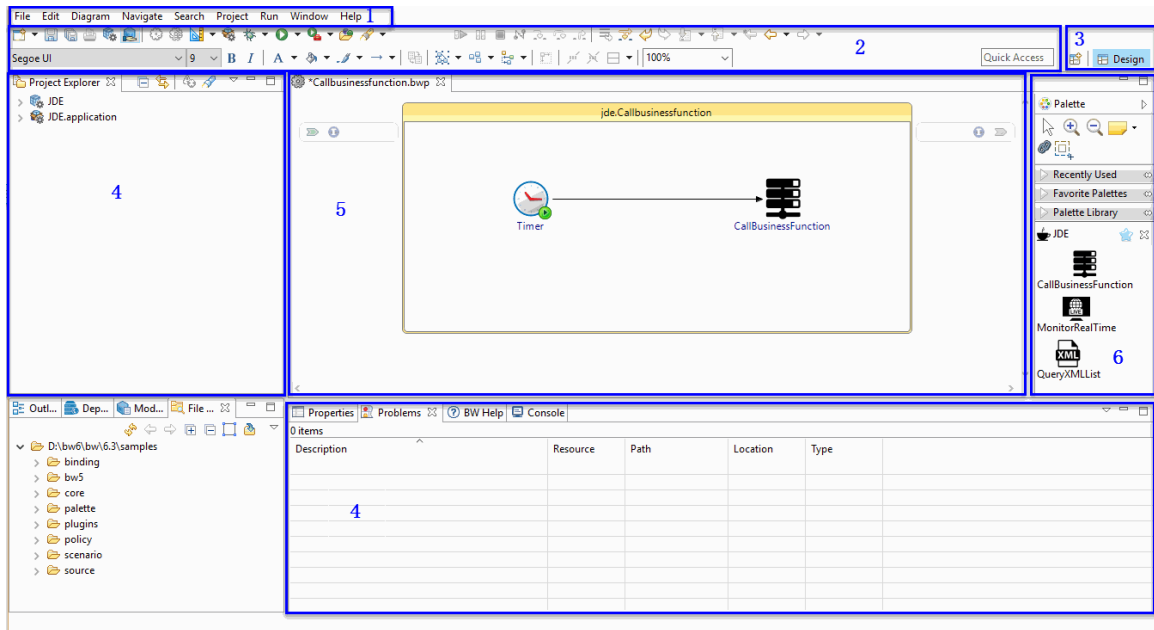 File Edit Diagram Navigate Search Project Run Window Help 1
2
3
Segoe UI 9 B I A 100% Quick Access Design
Project Explorer
JDE
JDE.application
4
*Callbusinessfunction.bwp
jde.Callbusinessfunction
5
Timer
CallBusinessFunction
Palette
Recently Used
Favorite Palettes
Palette Library
JDE
CallBusinessFunction
LIVE
MonitorRealTime
XML
6
QueryXMLList
Outl... Dep... Mod... File ...
D:\bw6\bw\6.3\samples
binding
bw5
core
palette
plugins
policy
scenario
source
Properties Problems BW Help Console
0 items
Description Resource Path Location Type
4